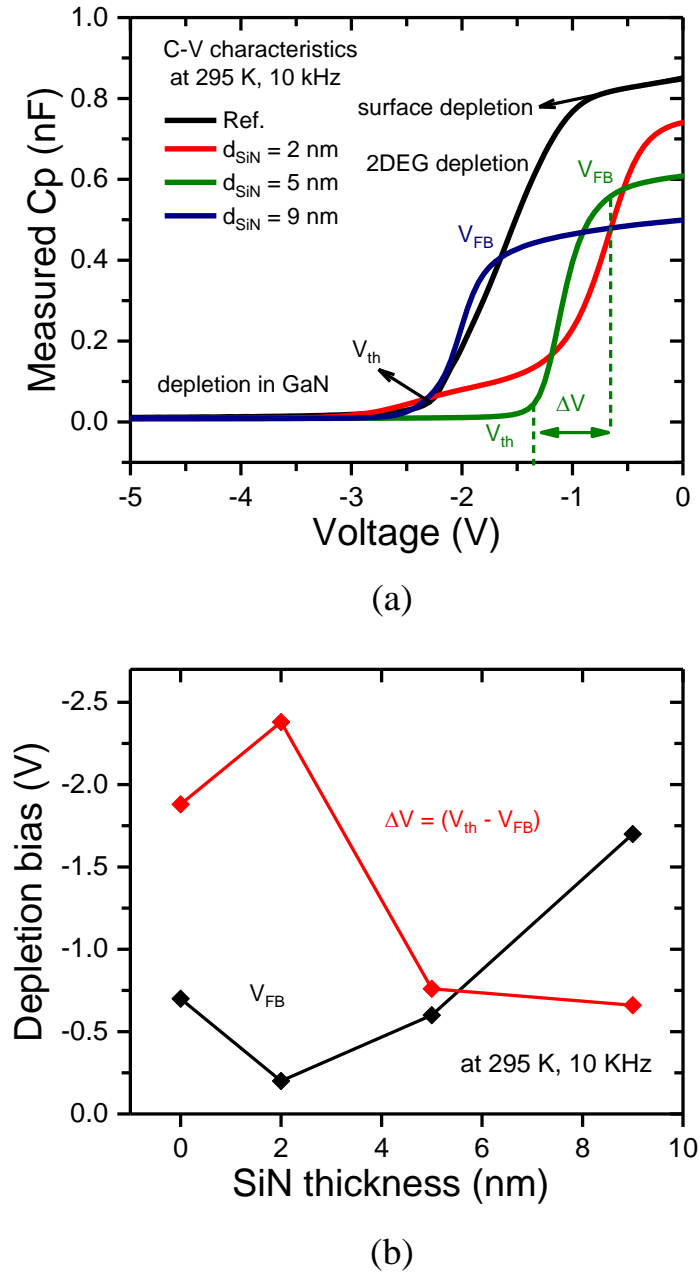 1.0
0.8
0.6
0.4
0.2
0.0
Measured Cp (nF)
C-V characteristics
at 295 K, 10 kHz
Ref.
d_SiN = 2 nm
d_SiN = 5 nm
d_SiN = 9 nm
surface depletion
2DEG depletion
V_FB
V_FB
V_th
depletion in GaN
ΔV
V_th
-5 -4 -3 -2 -1 0
Voltage (V)
(a)
-2.5
-2.0
-1.5
-1.0
-0.5
0.0
Depletion bias (V)
ΔV = (V_th - V_FB)
V_FB
at 295 K, 10 KHz
0 2 4 6 8 10
SiN thickness (nm)
(b)